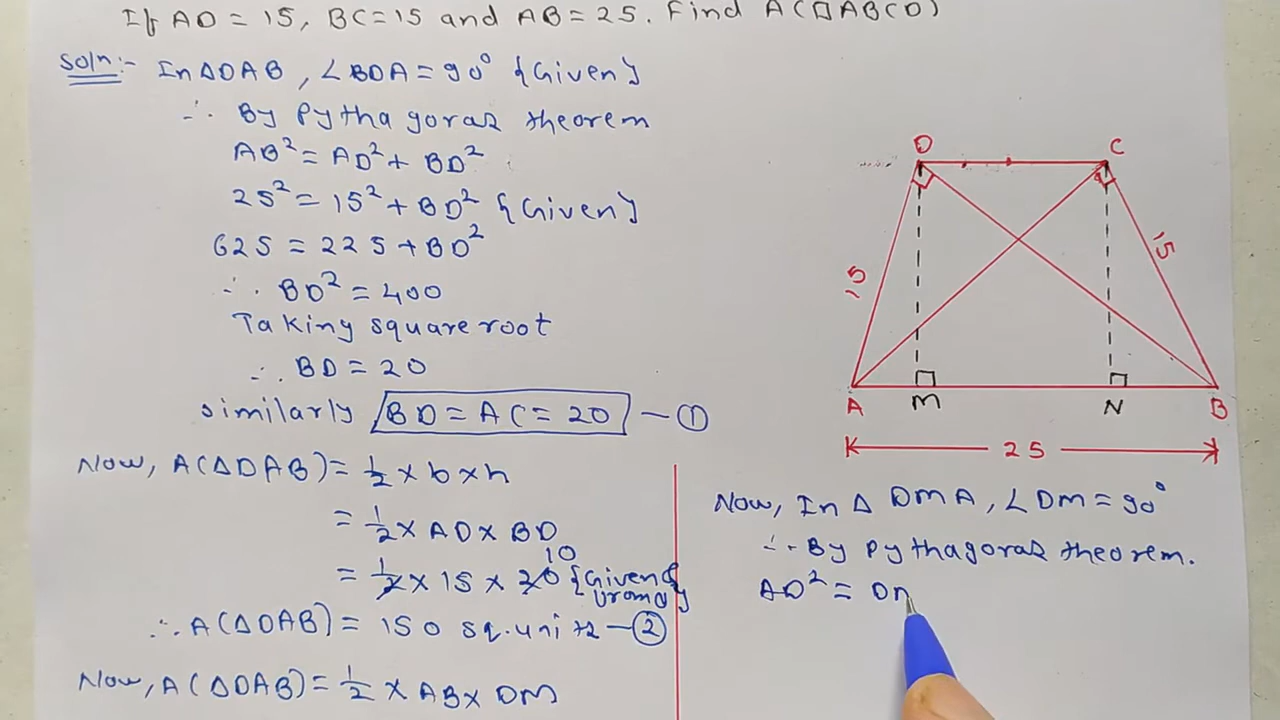 If AD = 15, BC = 15 and AB = 25. Find A(□ABCD)
Soln:- In ΔDAB, ∠BDA = 90° {Given}
∴ By Pythagoras theorem
AB² = AD² + BD²
25² = 15² + BD² {Given}
625 = 225 + BD²
∴ BD² = 400
Taking square root
∴ BD = 20
similarly BD = AC = 20 — ①
Now, A(ΔDAB) = 1/2 × b × h
= 1/2 × AD × BD
10
= 1/2 × 15 × 20 {Given &
∴ A(ΔDAB) = 150 sq. units — ②
Now, A(ΔDAB) = 1/2 × AB × DM
D C
15 15
A M N B
25
Now, In Δ DMA, ∠DM = 90°
∴ By Pythagoras theorem.
AD² = DM